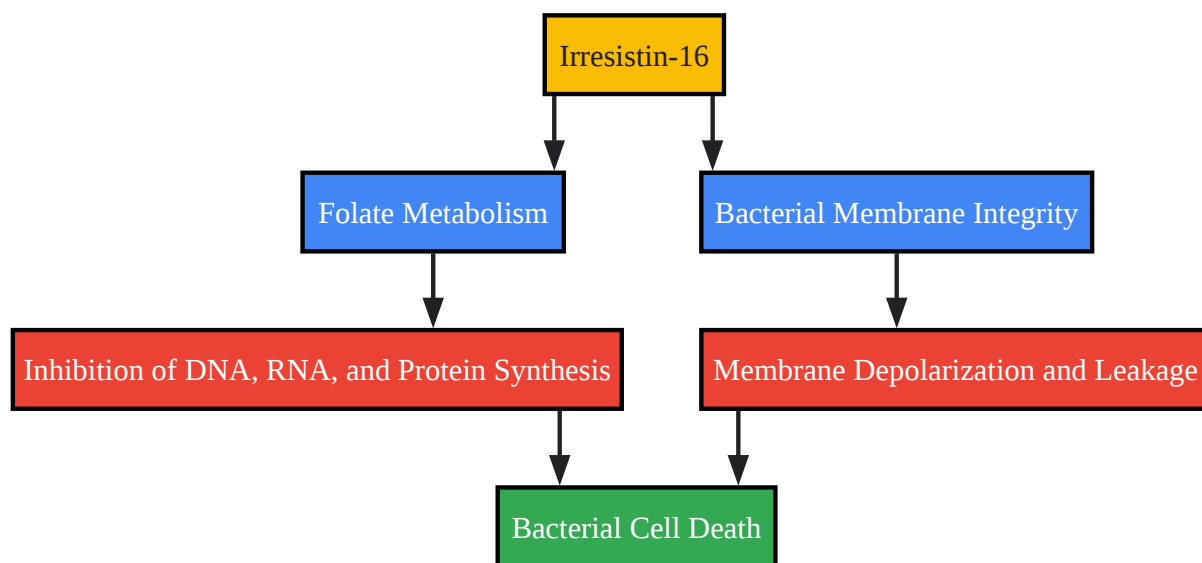 Irresistin-16
Folate Metabolism
Bacterial Membrane Integrity
Inhibition of DNA, RNA, and Protein Synthesis
Membrane Depolarization and Leakage
Bacterial Cell Death